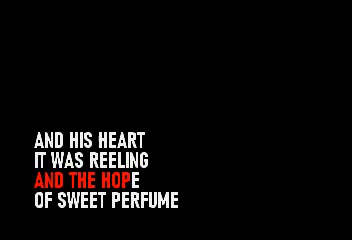 AND HIS HEART
IT WAS REELING
AND THE HOPE
OF SWEET PERFUME